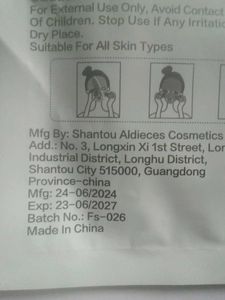 For External Use Only, Avoid Contact
Of Children. Stop Use If Any Irritatio
Dry Place.
Suitable For All Skin Types
Mfg By: Shantou Aldieces Cosmetics
Add.: No. 3, Longxin Xi 1st Street, Lon
Industrial District, Longhu District,
Shantou City 515000, Guangdong
Province-china
Mfg: 24-06/2024
Exp: 23-06/2027
Batch No.: Fs-026
Made In China